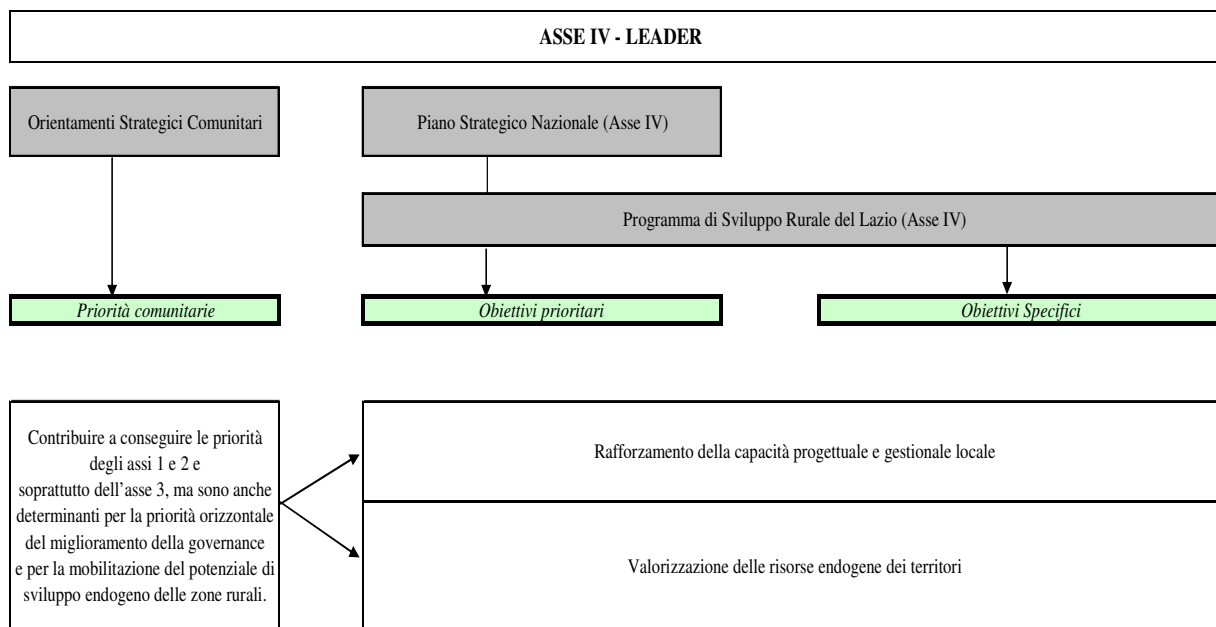 ASSE IV - LEADER
Orientamenti Strategici Comunitari
Piano Strategico Nazionale (Asse IV)
Programma di Sviluppo Rurale del Lazio (Asse IV)
Priorità comunitarie
Obiettivi prioritari
Obiettivi Specifici
Contribuire a conseguire le priorità
degli assi 1 e 2 e
soprattutto dell'asse 3, ma sono anche
determinanti per la priorità orizzontale
del miglioramento della governance
e per la mobilitazione del potenziale di
sviluppo endogeno delle zone rurali.
Rafforzamento della capacità progettuale e gestionale locale
Valorizzazione delle risorse endogene dei territori